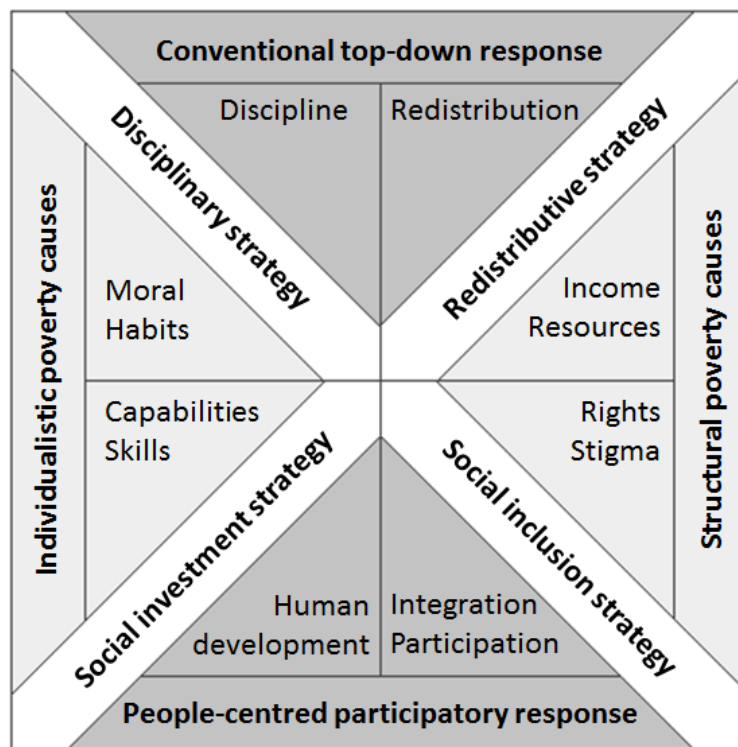 Conventional top-down response
Discipline
Redistribution
Disciplinary strategy
Redistributive strategy
Individualistic poverty causes
Moral
Habits
Income
Resources
Structural poverty causes
Capabilities
Skills
Rights
Stigma
Social investment strategy
Social inclusion strategy
Human
development
Integration
Participation
People-centred participatory response